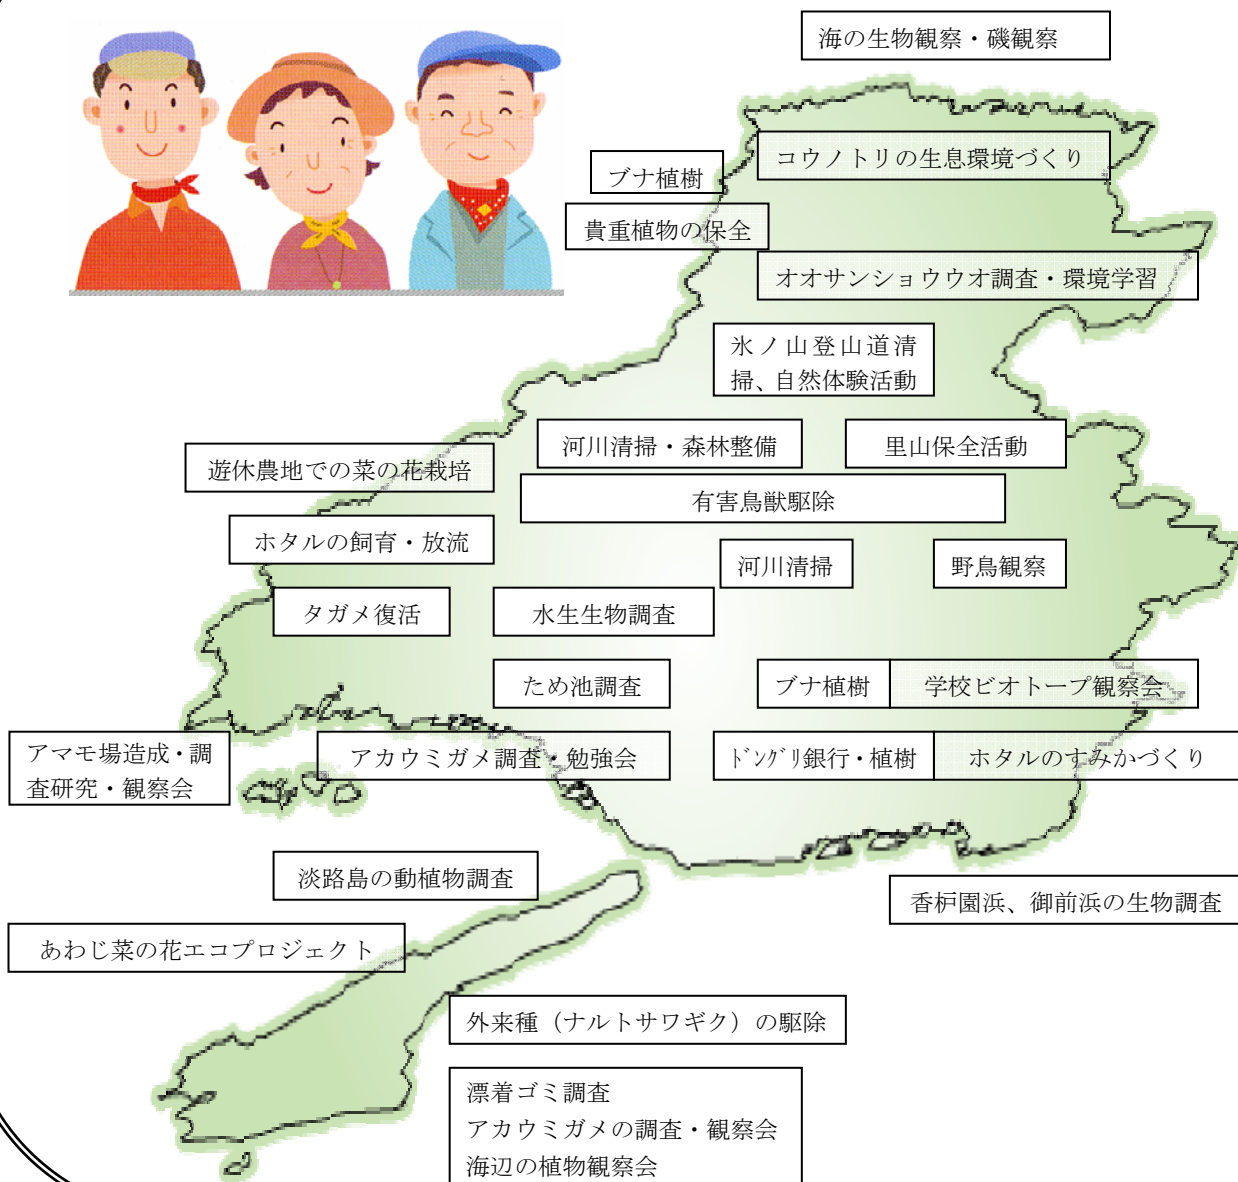 海の生物観察・磯観察
コウノトリの生息環境づくり
ブナ植樹
貴重植物の保全
オオサンショウウオ調査・環境学習
氷ノ山登山道清
掃、自然体験活動
河川清掃・森林整備
里山保全活動
遊休農地での菜の花栽培
有害鳥獣駆除
ホタルの飼育・放流
河川清掃
野鳥観察
タガメ復活
水生生物調査
ため池調査
ブナ植樹
学校ビオトープ観察会
アマモ場造成・調
査研究・観察会
アカウミガメ調査・勉強会
ﾄﾞﾝｸﾞﾘ銀行・植樹
ホタルのすみかづくり
淡路島の動植物調査
香枦園浜、御前浜の生物調査
あわじ菜の花エコプロジェクト
外来種（ナルトサワギク）の駆除
漂着ゴミ調査
アカウミガメの調査・観察会
海辺の植物観察会